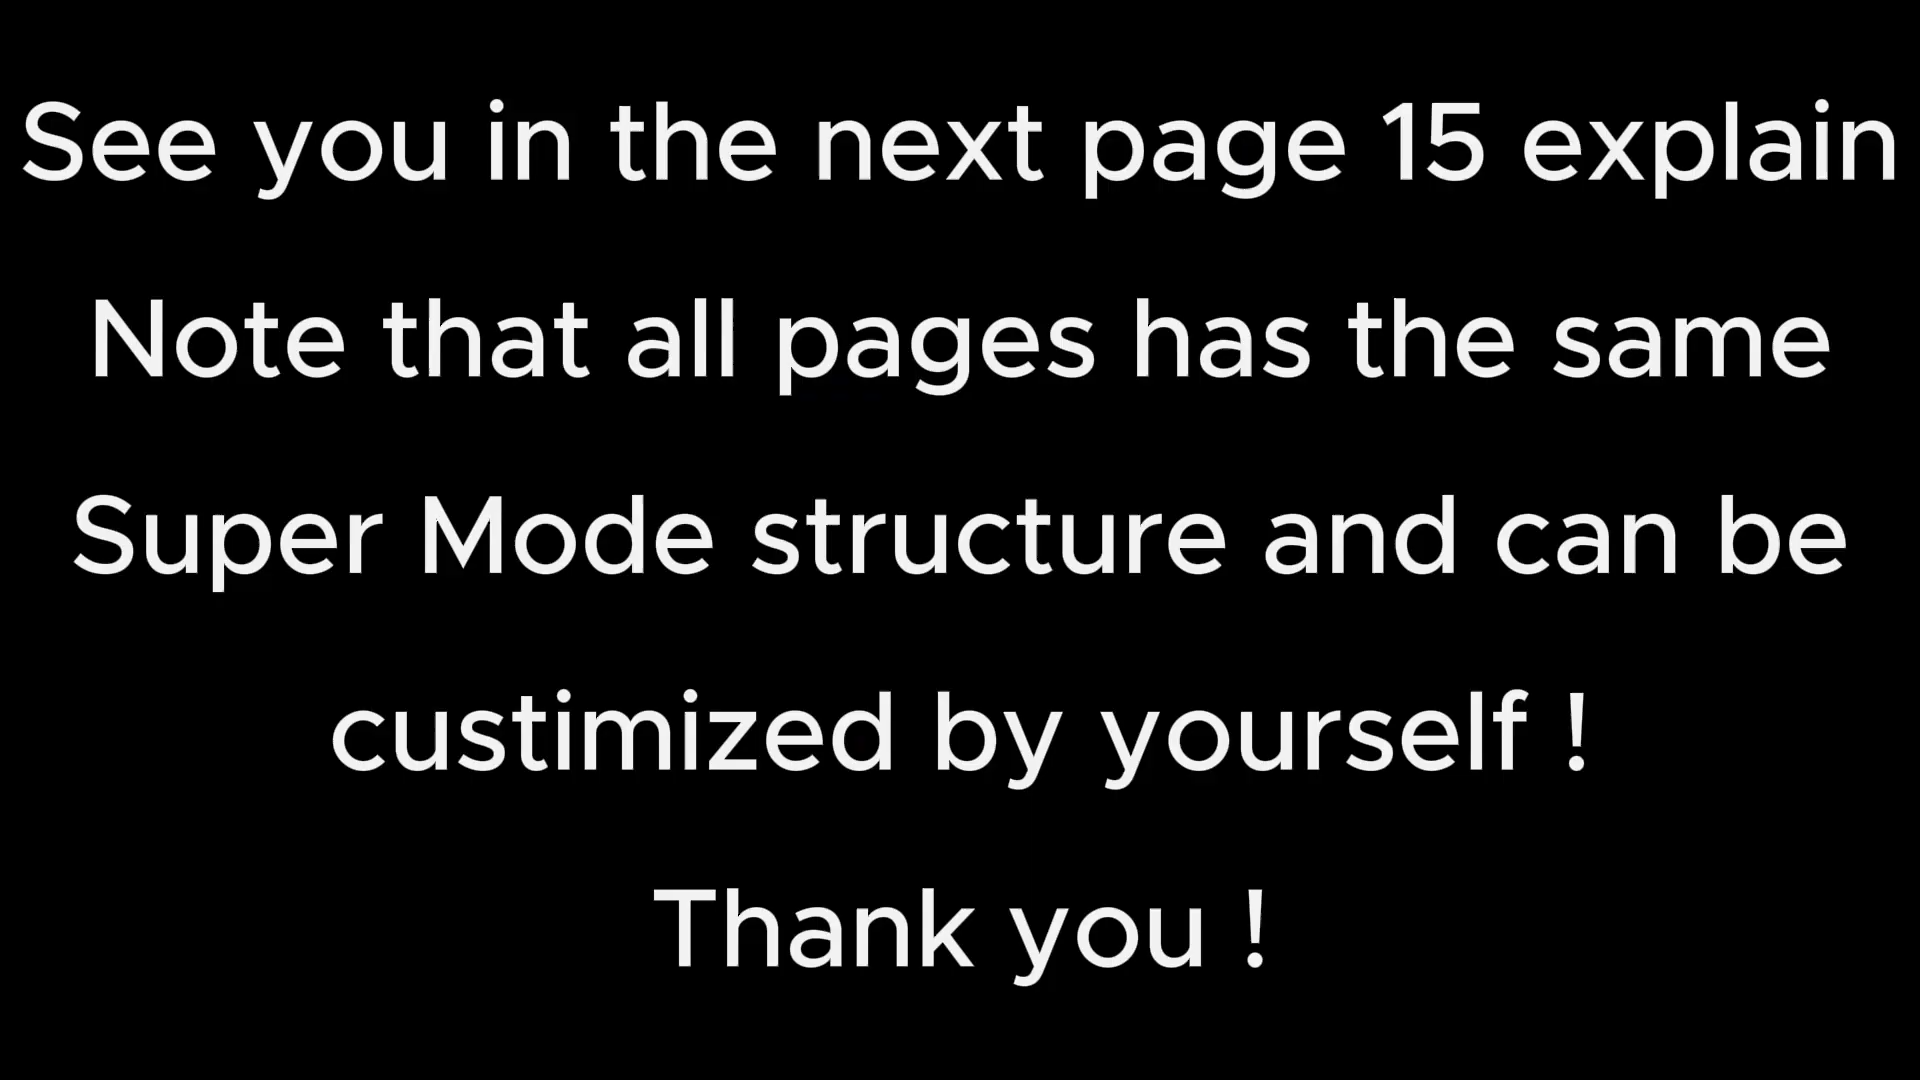 See you in the next page 15 explain
Note that all pages has the same
Super Mode structure and can be
custimized by yourself !
Thank you !